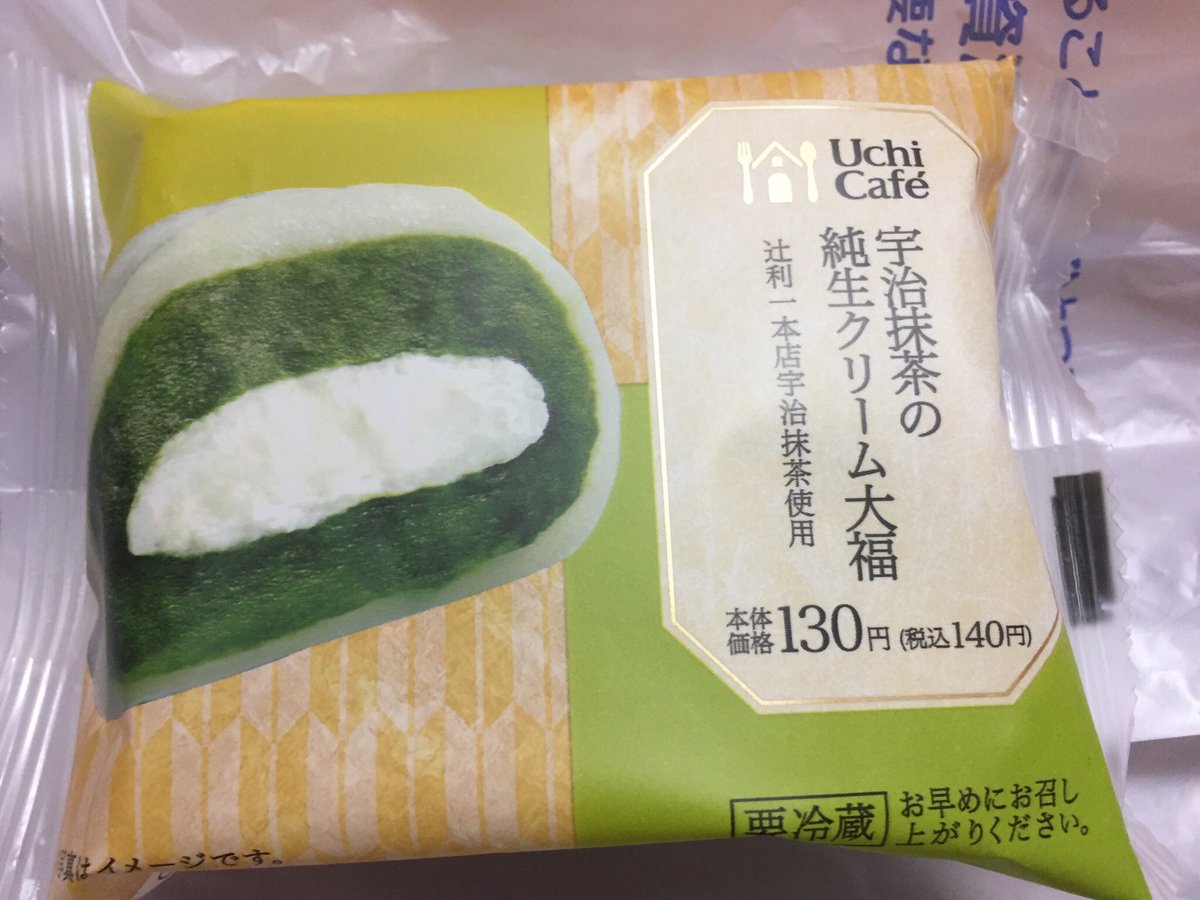 Uchi
Café
宇治抹茶の
純生クリーム大福
辻利一本店宇治抹茶使用
本体
価格130円(税込140円)
要冷蔵
お早めにお召し
上がりください。
写真はイメージです。